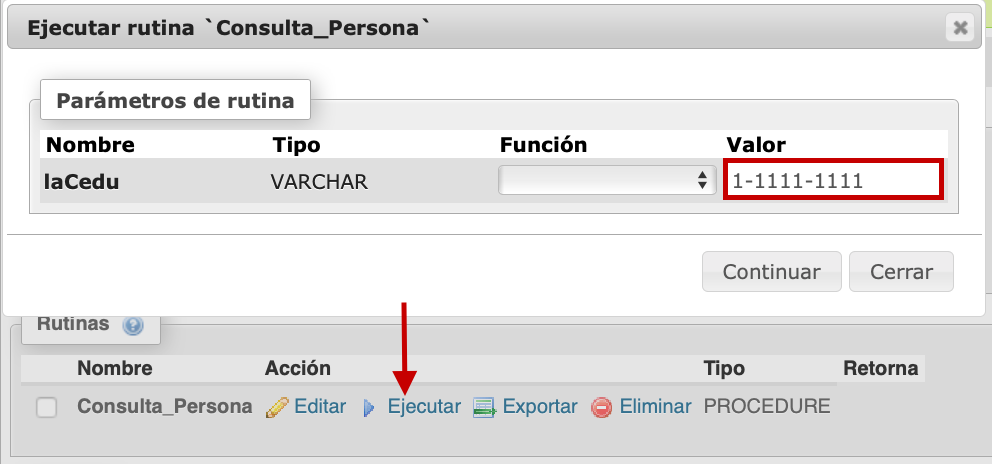 Ejecutar rutina `Consulta_Persona`
Parámetros de rutina
Nombre Tipo Función Valor
laCedu VARCHAR 1-1111-1111
Continuar Cerrar
Rutinas
Nombre Acción Tipo Retorna
Consulta_Persona Editar Ejecutar Exportar Eliminar PROCEDURE